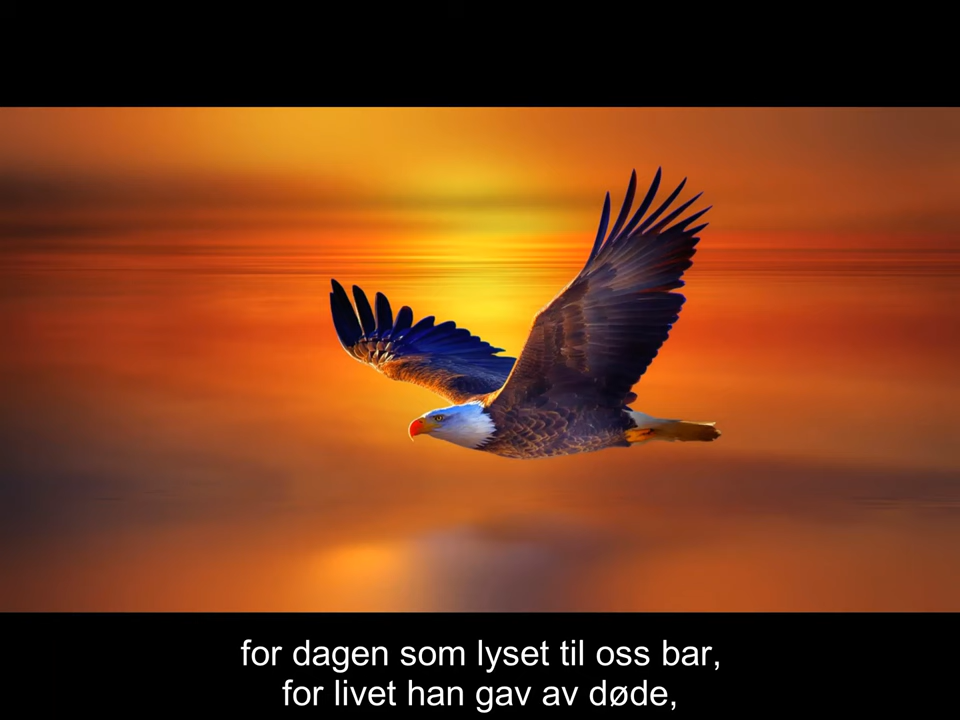 for dagen som lyset til oss bar,
for livet han gav av døde,